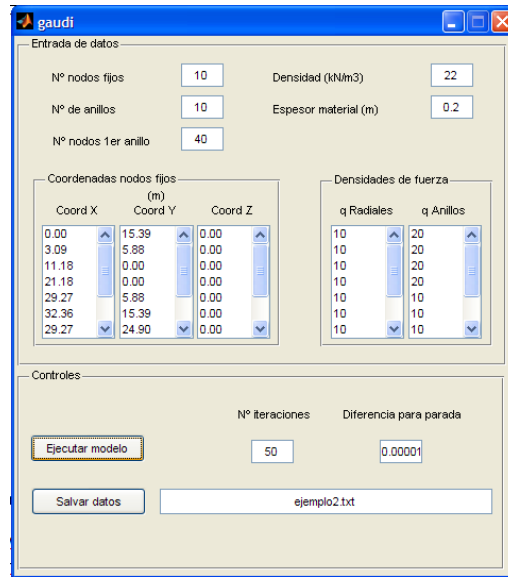 gaudi
Entrada de datos
Nº nodos fijos 10 Densidad (kN/m3) 22
Nº de anillos 10 Espesor material (m) 0.2
Nº nodos 1er anillo 40
Coordenadas nodos fijos Densidades de fuerza
(m)
Coord X Coord Y Coord Z q Radiales q Anillos
0.00 15.39 0.00 10 20
3.09 5.88 0.00 10 20
11.18 0.00 0.00 10 20
21.18 0.00 0.00 10 20
29.27 5.88 0.00 10 10
32.36 15.39 0.00 10 10
29.27 24.90 0.00 10 10
Controles
Nº iteraciones Diferencia para parada
Ejecutar modelo 50 0.00001
Salvar datos ejemplo2.txt